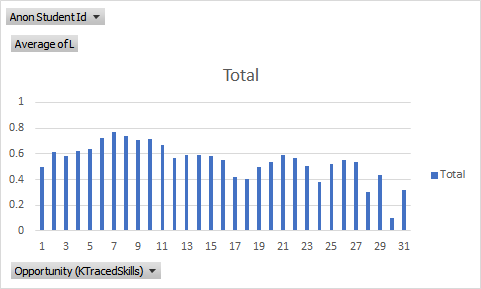 Anon Student Id
Average of L
Total
1
0.8
0.6
0.4
0.2
0
1 3 5 7 9 11 13 15 17 19 21 23 25 27 29 31
Total
Opportunity (KTracedSkills)